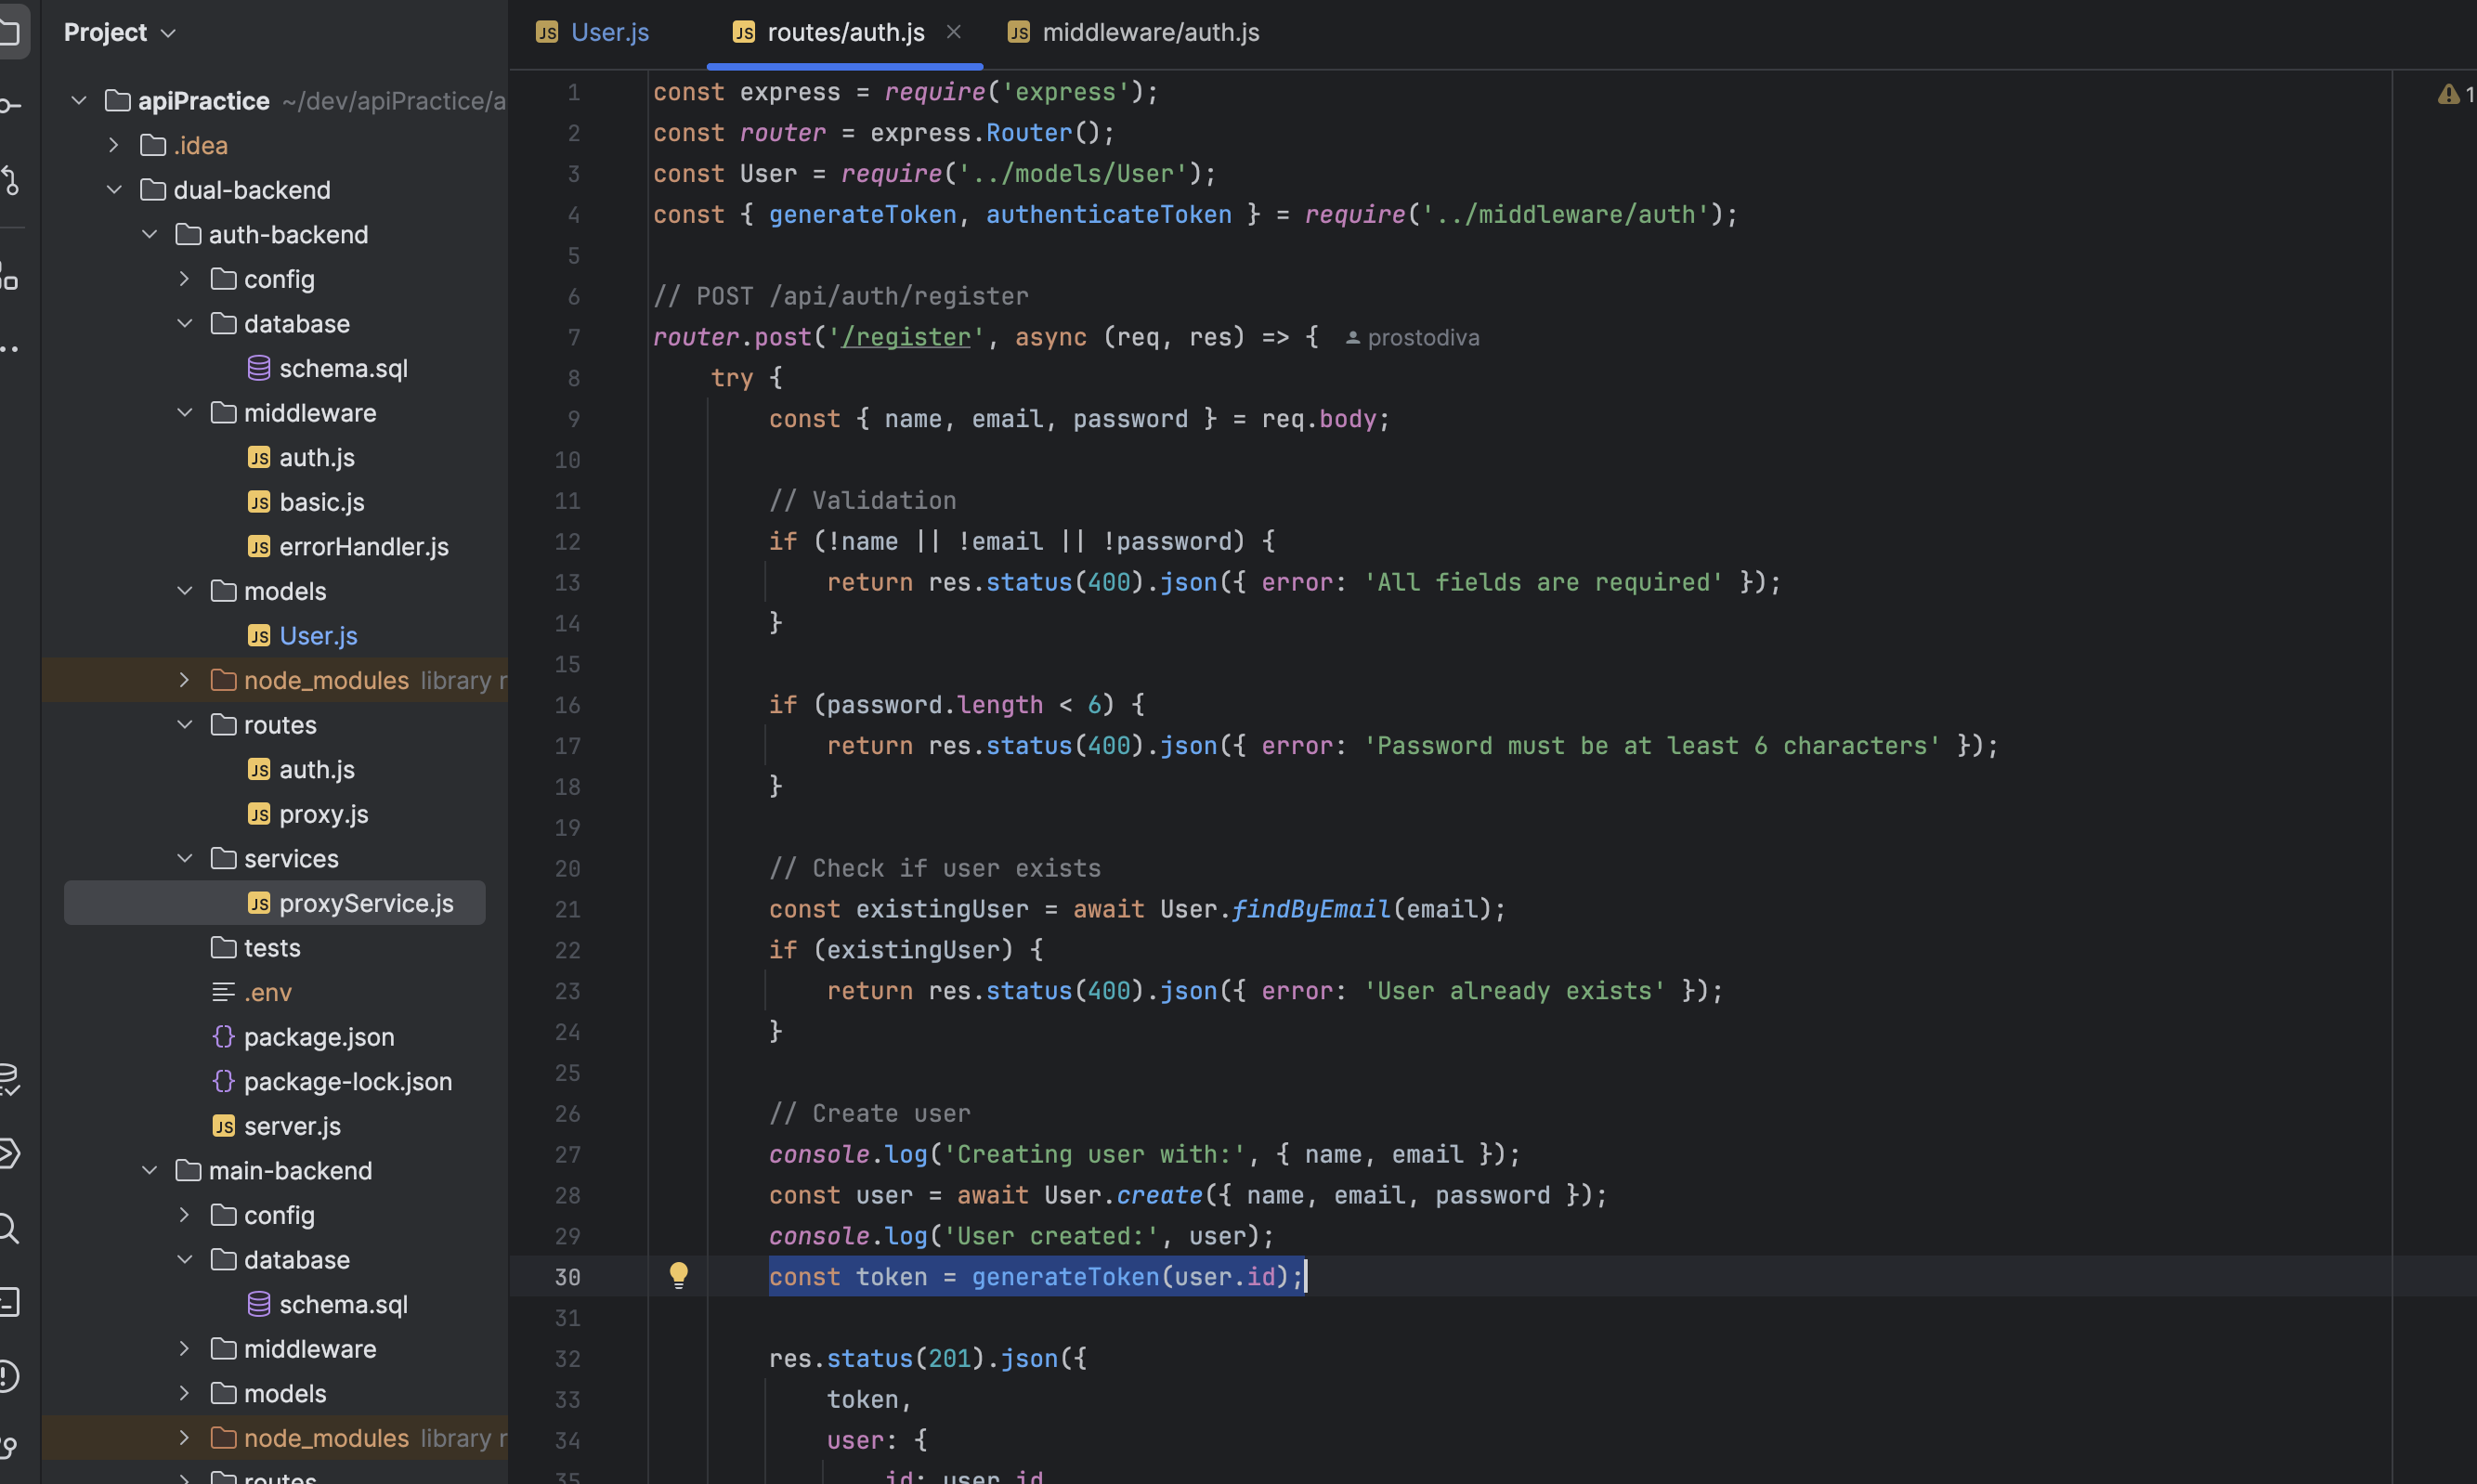 Project
apiPractice ~/dev/apiPractice/a
.idea
dual-backend
auth-backend
config
database
schema.sql
middleware
auth.js
basic.js
errorHandler.js
models
User.js
node_modules library r
routes
auth.js
proxy.js
services
proxyService.js
tests
.env
package.json
package-lock.json
server.js
main-backend
config
database
schema.sql
middleware
models
node_modules library r
routes
User.js
routes/auth.js
middleware/auth.js
1
1 const express = require('express');
2 const router = express.Router();
3 const User = require('../models/User');
4 const { generateToken, authenticateToken } = require('../middleware/auth');
5
6 // POST /api/auth/register
7 router.post('/register', async (req, res) => { prostodiva
8 try {
9 const { name, email, password } = req.body;
10
11 // Validation
12 if (!name || !email || !password) {
13 return res.status(400).json({ error: 'All fields are required' });
14 }
15
16 if (password.length < 6) {
17 return res.status(400).json({ error: 'Password must be at least 6 characters' });
18 }
19
20 // Check if user exists
21 const existingUser = await User.findByEmail(email);
22 if (existingUser) {
23 return res.status(400).json({ error: 'User already exists' });
24 }
25
26 // Create user
27 console.log('Creating user with:', { name, email });
28 const user = await User.create({ name, email, password });
29 console.log('User created:', user);
30 const token = generateToken(user.id);
31
32 res.status(201).json({
33 token,
34 user: {
35 id: user.id